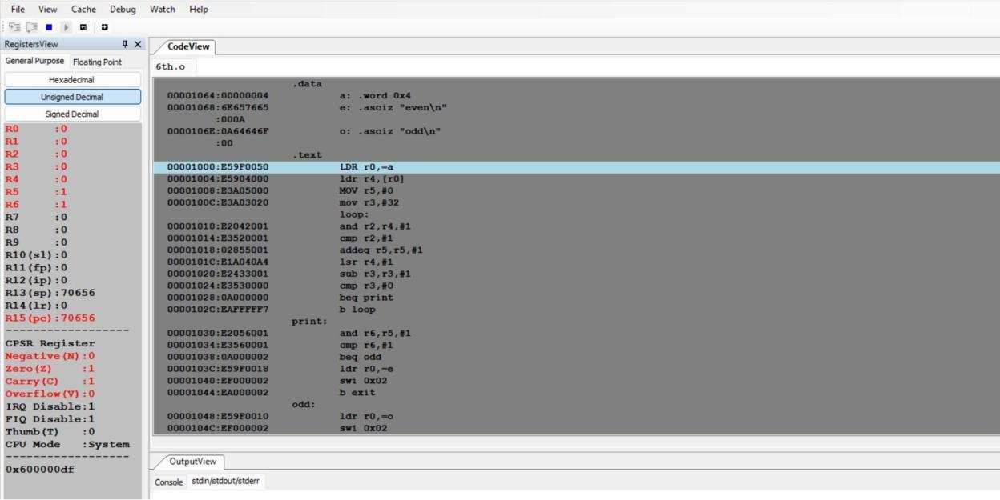 File View Cache Debug Watch Help
RegistersView
General Purpose Floating Point
Hexadecimal
Unsigned Decimal
Signed Decimal
R0 :0
R1 :0
R2 :0
R3 :0
R4 :0
R5 :1
R6 :1
R7 :0
R8 :0
R9 :0
R10(sl):0
R11(fp):0
R12(ip):0
R13(sp):70656
R14(lr):0
R15(pc):70656
-------------------
CPSR Register
Negative(N):0
Zero(Z) :1
Carry(C) :1
Overflow(V):0
IRQ Disable:1
FIQ Disable:1
Thumb(T) :0
CPU Mode :System
-------------------
0x600000df
CodeView
6th.o
.data
00001064:00000004 a: .word 0x4
00001068:6E657665 e: .asciz "even\n"
:000A
0000106E:0A64646F o: .asciz "odd\n"
:00
.text
00001000:E59F0050 LDR r0,=a
00001004:E5904000 ldr r4,[r0]
00001008:E3A05000 MOV r5,#0
0000100C:E3A03020 mov r3,#32
loop:
00001010:E2042001 and r2,r4,#1
00001014:E3520001 cmp r2,#1
00001018:02855001 addeq r5,r5,#1
0000101C:E1A040A4 lsr r4,#1
00001020:E2433001 sub r3,r3,#1
00001024:E3530000 cmp r3,#0
00001028:0A000000 beq print
0000102C:EAFFFFF7 b loop
print:
00001030:E2056001 and r6,r5,#1
00001034:E3560001 cmp r6,#1
00001038:0A000002 beq odd
0000103C:E59F0018 ldr r0,=e
00001040:EF000002 swi 0x02
00001044:EA000002 b exit
odd:
00001048:E59F0010 ldr r0,=o
0000104C:EF000002 swi 0x02
OutputView
Console stdin/stdout/stderr